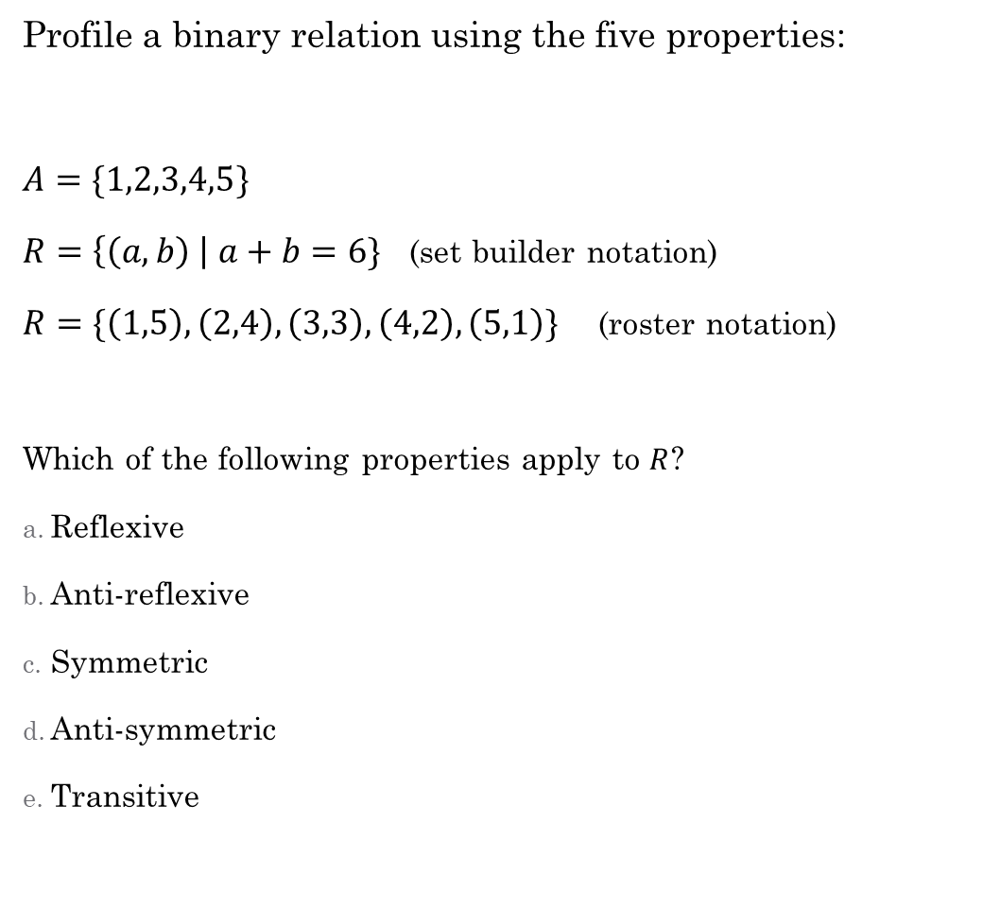 Profile a binary relation using the five properties:
A = {1,2,3,4,5}
R = {(a, b) | a + b = 6} (set builder notation)
R = {(1,5), (2,4), (3,3), (4,2), (5,1)} (roster notation)
Which of the following properties apply to R?
a. Reflexive
b. Anti-reflexive
c. Symmetric
d. Anti-symmetric
e. Transitive